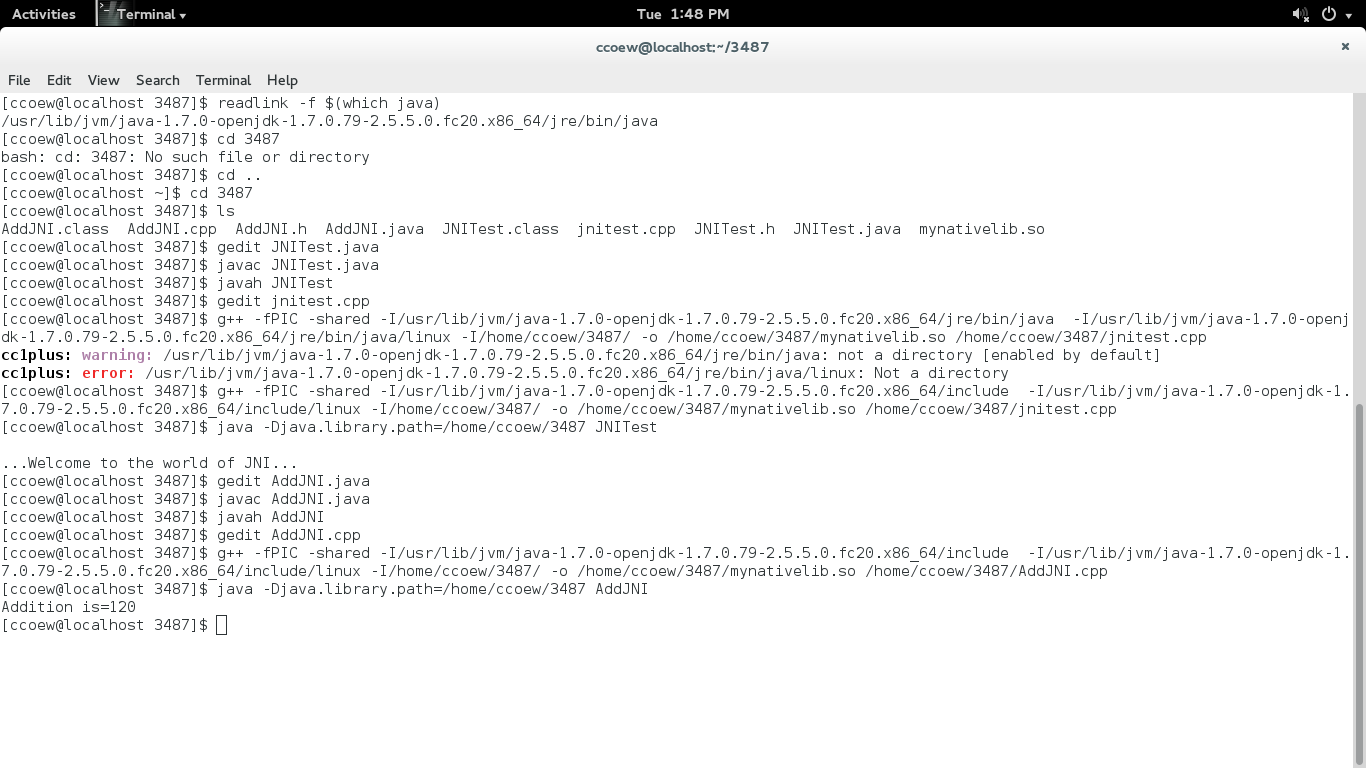 Activities Terminal Tue 1:48 PM
ccoew@localhost:~/3487 ×
File Edit View Search Terminal Help
[ccoew@localhost 3487]$ readlink -f $(which java)
/usr/lib/jvm/java-1.7.0-openjdk-1.7.0.79-2.5.5.0.fc20.x86_64/jre/bin/java
[ccoew@localhost 3487]$ cd 3487
bash: cd: 3487: No such file or directory
[ccoew@localhost 3487]$ cd ..
[ccoew@localhost ~]$ cd 3487
[ccoew@localhost 3487]$ ls
AddJNI.class  AddJNI.cpp  AddJNI.h  AddJNI.java  JNITest.class  jnitest.cpp  JNITest.h  JNITest.java  mynativelib.so
[ccoew@localhost 3487]$ gedit JNITest.java
[ccoew@localhost 3487]$ javac JNITest.java
[ccoew@localhost 3487]$ javah JNITest
[ccoew@localhost 3487]$ gedit jnitest.cpp
[ccoew@localhost 3487]$ g++ -fPIC -shared -I/usr/lib/jvm/java-1.7.0-openjdk-1.7.0.79-2.5.5.0.fc20.x86_64/jre/bin/java  -I/usr/lib/jvm/java-1.7.0-openj
dk-1.7.0.79-2.5.5.0.fc20.x86_64/jre/bin/java/linux -I/home/ccoew/3487/ -o /home/ccoew/3487/mynativelib.so /home/ccoew/3487/jnitest.cpp
cc1plus: warning: /usr/lib/jvm/java-1.7.0-openjdk-1.7.0.79-2.5.5.0.fc20.x86_64/jre/bin/java: not a directory [enabled by default]
cc1plus: error: /usr/lib/jvm/java-1.7.0-openjdk-1.7.0.79-2.5.5.0.fc20.x86_64/jre/bin/java/linux: Not a directory
[ccoew@localhost 3487]$ g++ -fPIC -shared -I/usr/lib/jvm/java-1.7.0-openjdk-1.7.0.79-2.5.5.0.fc20.x86_64/include  -I/usr/lib/jvm/java-1.7.0-openjdk-1.
7.0.79-2.5.5.0.fc20.x86_64/include/linux -I/home/ccoew/3487/ -o /home/ccoew/3487/mynativelib.so /home/ccoew/3487/jnitest.cpp
[ccoew@localhost 3487]$ java -Djava.library.path=/home/ccoew/3487 JNITest
...Welcome to the world of JNI...
[ccoew@localhost 3487]$ gedit AddJNI.java
[ccoew@localhost 3487]$ javac AddJNI.java
[ccoew@localhost 3487]$ javah AddJNI
[ccoew@localhost 3487]$ gedit AddJNI.cpp
[ccoew@localhost 3487]$ g++ -fPIC -shared -I/usr/lib/jvm/java-1.7.0-openjdk-1.7.0.79-2.5.5.0.fc20.x86_64/include  -I/usr/lib/jvm/java-1.7.0-openjdk-1.
7.0.79-2.5.5.0.fc20.x86_64/include/linux -I/home/ccoew/3487/ -o /home/ccoew/3487/mynativelib.so /home/ccoew/3487/AddJNI.cpp
[ccoew@localhost 3487]$ java -Djava.library.path=/home/ccoew/3487 AddJNI
Addition is=120
[ccoew@localhost 3487]$